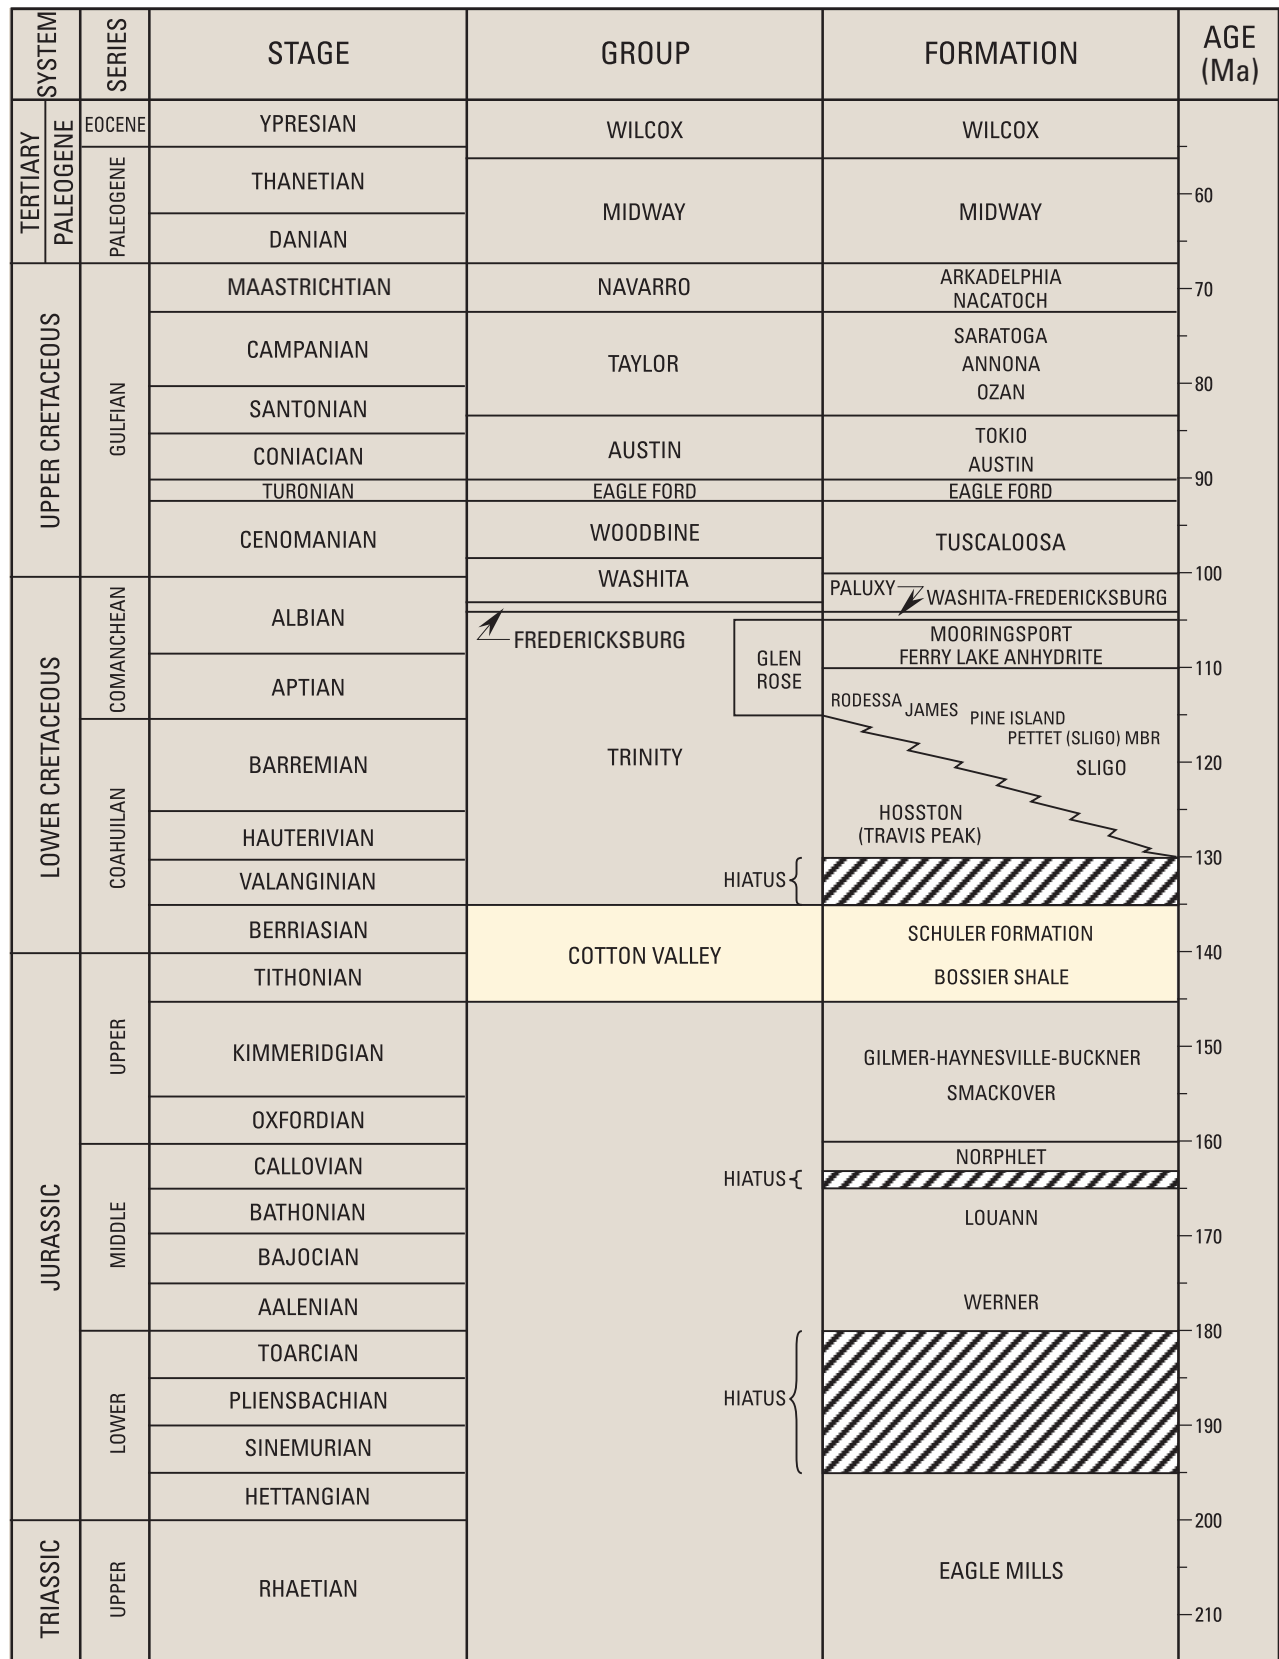 SYSTEM
SERIES
STAGE
GROUP
FORMATION
AGE
(Ma)
TERTIARY
PALEOGENE
EOCENE
YPRESIAN
WILCOX
WILCOX
PALEOGENE
THANETIAN
MIDWAY
MIDWAY
60
DANIAN
UPPER CRETACEOUS
GULFIAN
MAASTRICHTIAN
NAVARRO
ARKADELPHIA
NACATOCH
70
CAMPANIAN
TAYLOR
SARATOGA
ANNONA
OZAN
80
SANTONIAN
CONIACIAN
AUSTIN
TOKIO
AUSTIN
90
TURONIAN
EAGLE FORD
EAGLE FORD
CENOMANIAN
WOODBINE
TUSCALOOSA
WASHITA
100
LOWER CRETACEOUS
COMANCHEAN
ALBIAN
PALUXY
WASHITA-FREDERICKSBURG
FREDERICKSBURG
MOORINGSPORT
FERRY LAKE ANHYDRITE
GLEN
ROSE
110
APTIAN
RODESSA
JAMES
PINE ISLAND
PETTET (SLIGO) MBR
SLIGO
COAHUILAN
BARREMIAN
TRINITY
120
HAUTERIVIAN
HOSSTON
(TRAVIS PEAK)
130
VALANGINIAN
HIATUS
BERRIASIAN
COTTON VALLEY
SCHULER FORMATION
140
JURASSIC
UPPER
TITHONIAN
BOSSIER SHALE
KIMMERIDGIAN
150
GILMER-HAYNESVILLE-BUCKNER
SMACKOVER
OXFORDIAN
160
MIDDLE
CALLOVIAN
NORPHLET
HIATUS
BATHONIAN
LOUANN
170
BAJOCIAN
AALENIAN
WERNER
180
LOWER
TOARCIAN
PLIENSBACHIAN
HIATUS
190
SINEMURIAN
HETTANGIAN
200
TRIASSIC
UPPER
RHAETIAN
EAGLE MILLS
210